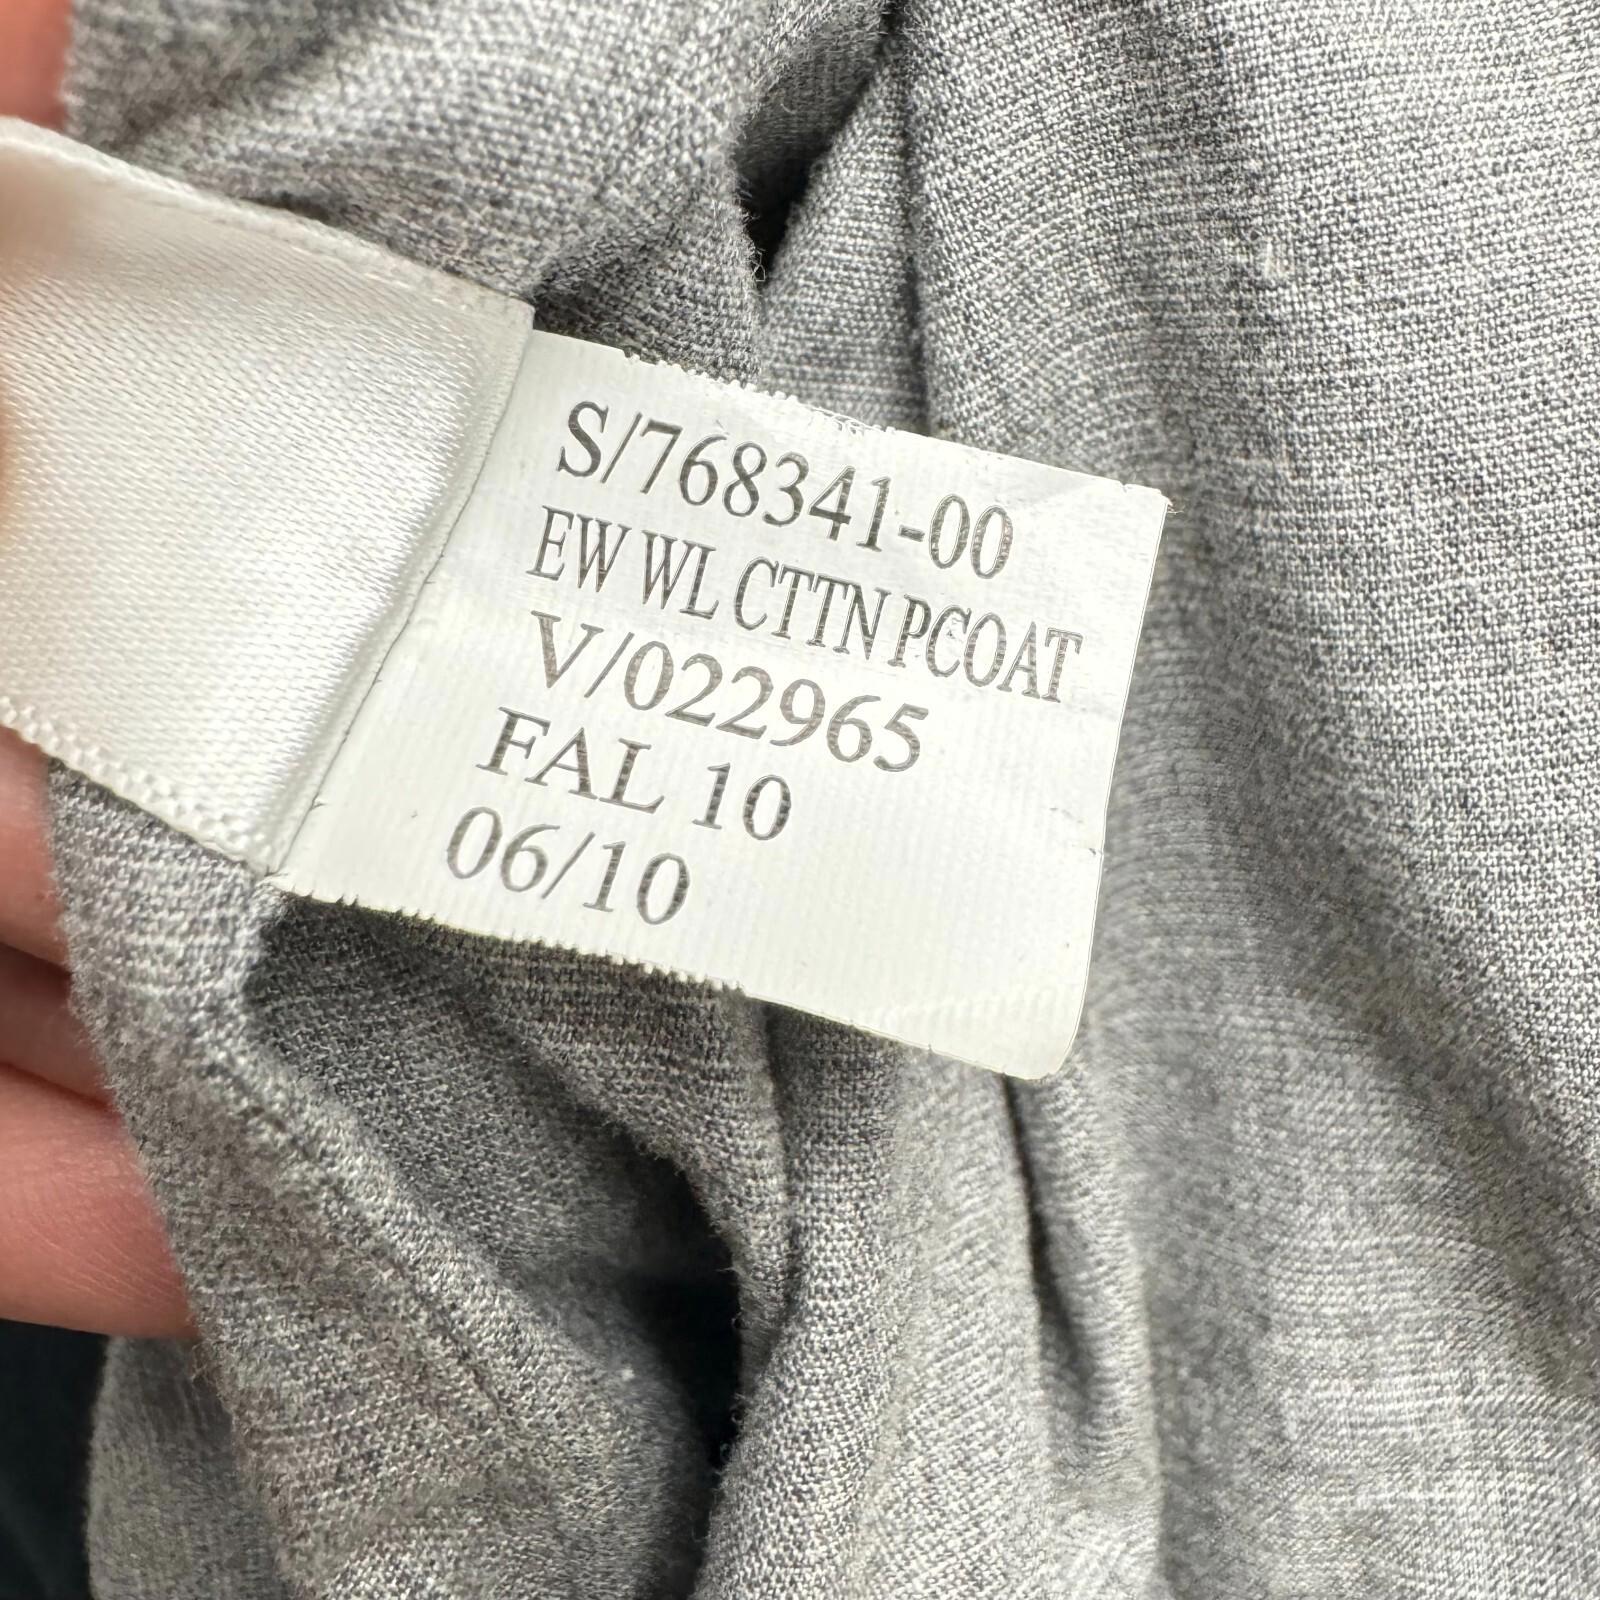 S/768341-00
EW WL CTTN PCOAT
V/022965
FAL 10
06/10